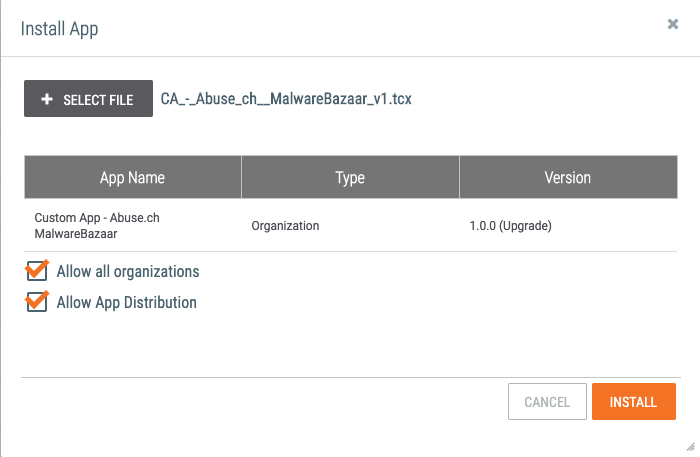 Install App
SELECT FILE
CA_-_Abuse_ch__MalwareBazaar_v1.tcx
App Name Type Version
Custom App - Abuse.ch
MalwareBazaar
Organization
1.0.0 (Upgrade)
Allow all organizations
Allow App Distribution
CANCEL INSTALL